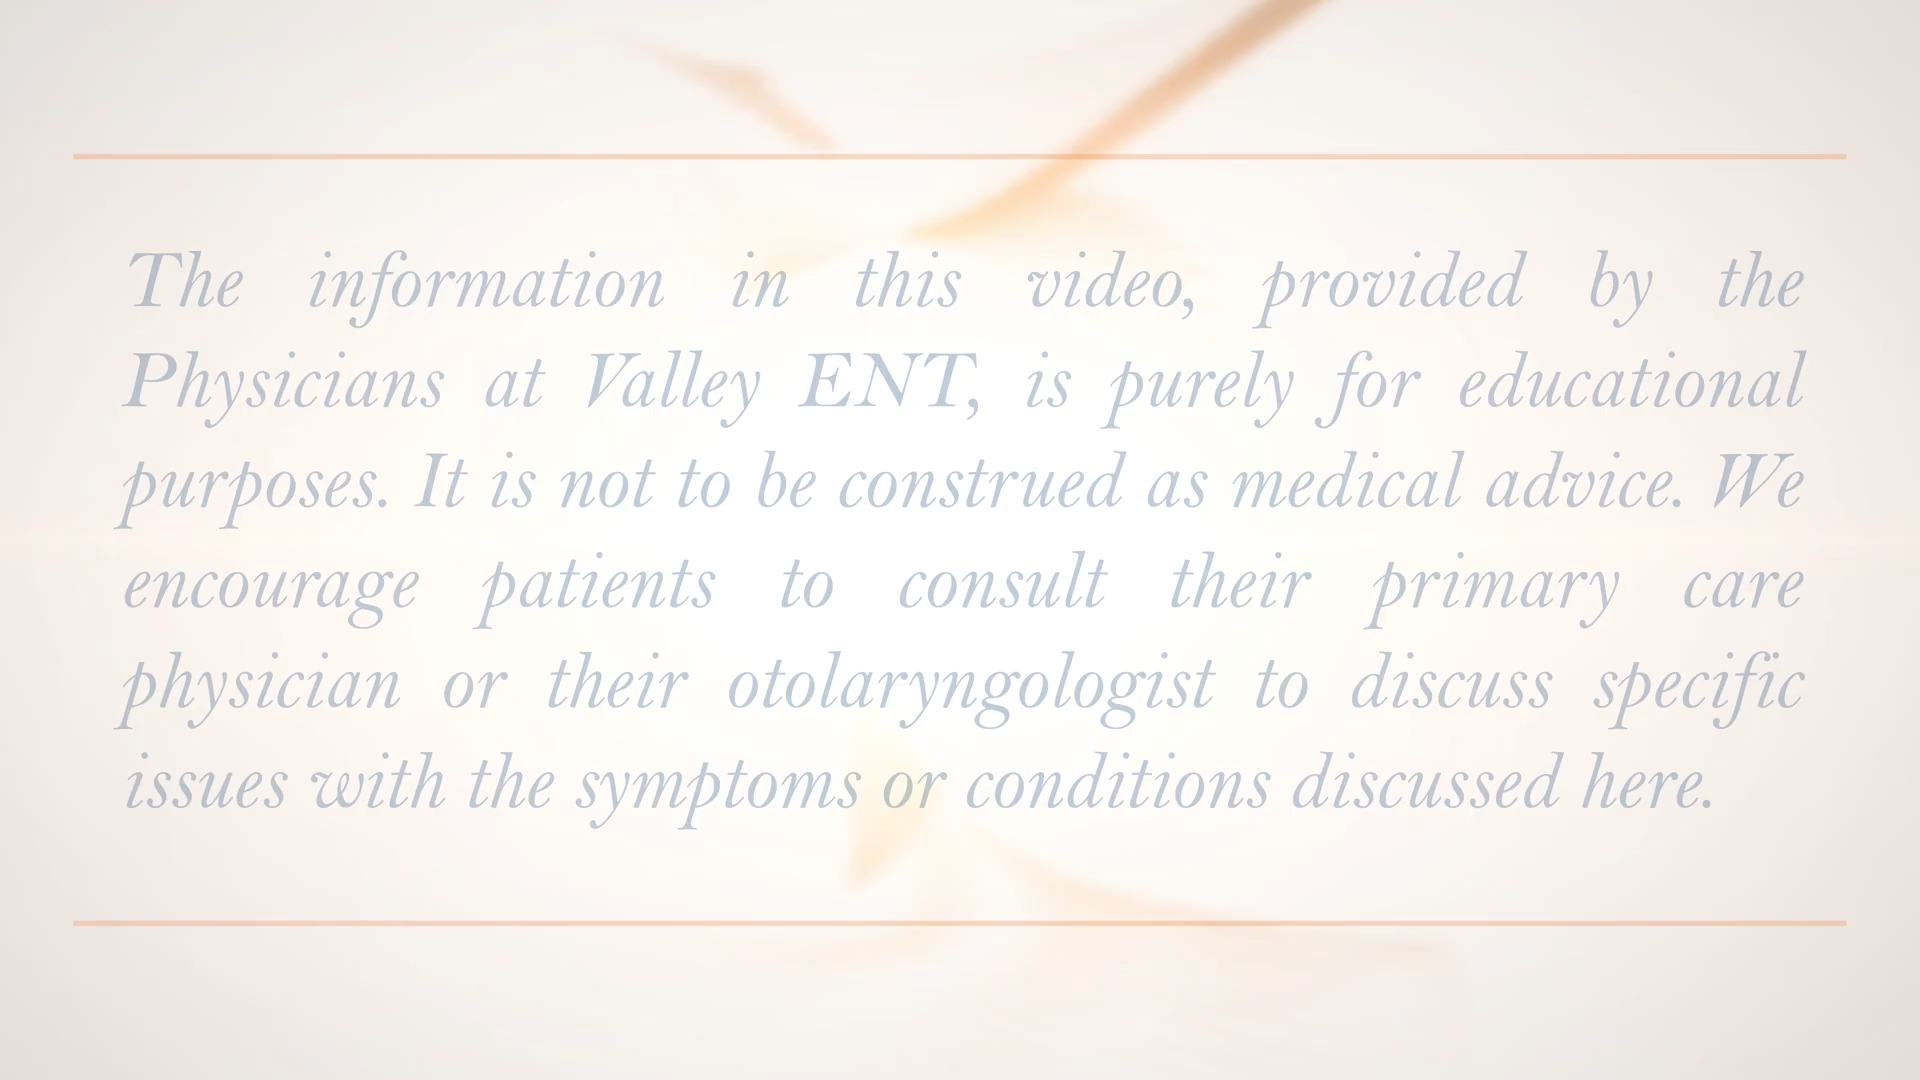 The information in this video, provided by the
Physicians at Valley ENT, is purely for educational
purposes. It is not to be construed as medical advice. We
encourage patients to consult their primary care
physician or their otolaryngologist to discuss specific
issues with the symptoms or conditions discussed here.